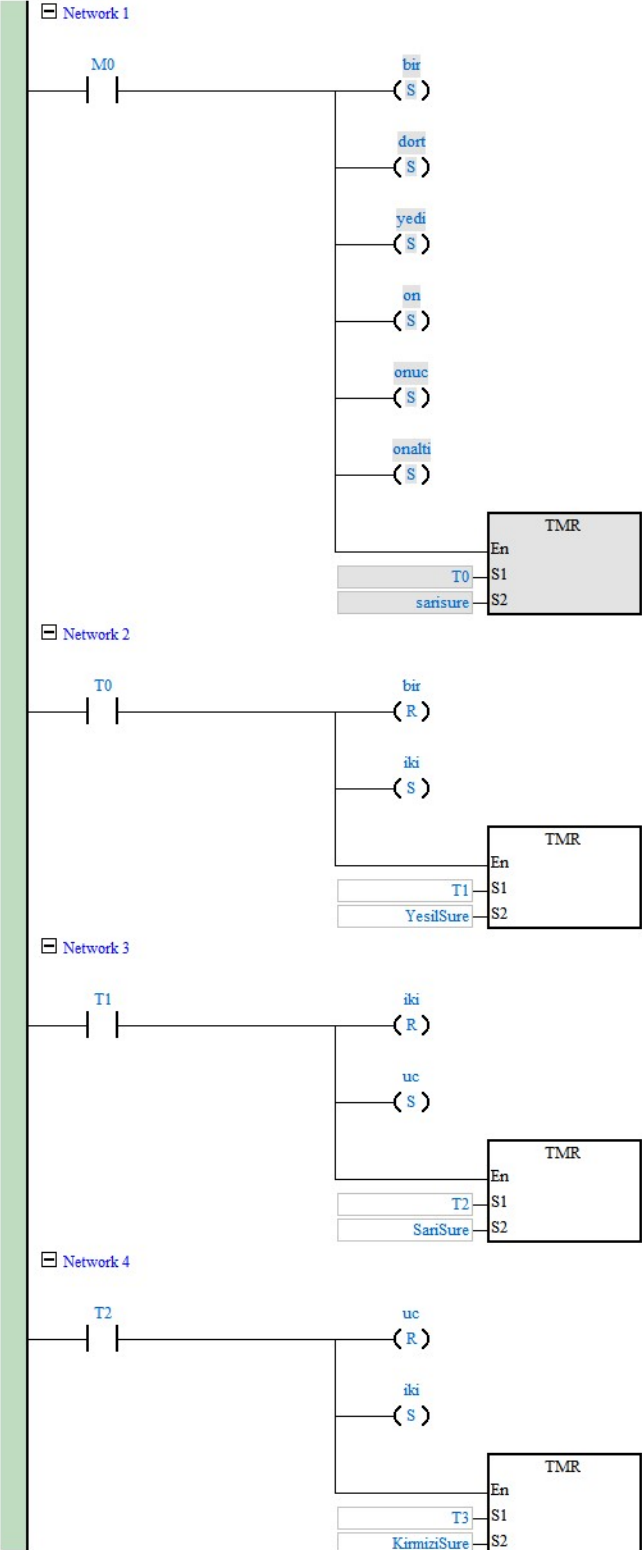 Network 1
M0
bir
S
dort
S
yedi
S
on
S
onuc
S
onalti
S
TMR
En
T0 S1
sarisure S2
Network 2
T0
bir
R
iki
S
TMR
En
T1 S1
YesilSure S2
Network 3
T1
iki
R
uc
S
TMR
En
T2 S1
SariSure S2
Network 4
T2
uc
R
iki
S
TMR
En
T3 S1
KirmiziSure S2